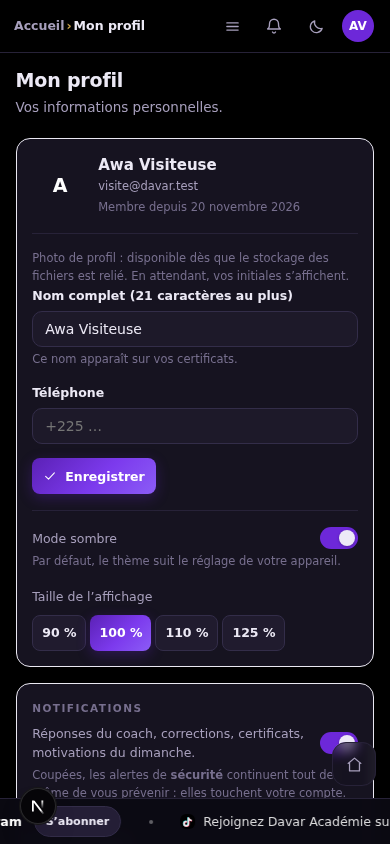 Accueil › Mon profil
AV
Mon profil
Vos informations personnelles.
A
Awa Visiteuse
visite@davar.test
Membre depuis 20 novembre 2026
Photo de profil : disponible dès que le stockage des
fichiers est relié. En attendant, vos initiales s’affichent.
Nom complet (21 caractères au plus)
Awa Visiteuse
Ce nom apparaît sur vos certificats.
Téléphone
+225 …
Enregistrer
Mode sombre
Par défaut, le thème suit le réglage de votre appareil.
Taille de l’affichage
90 %
100 %
110 %
125 %
NOTIFICATIONS
Réponses du coach, corrections, certificats,
motivations du dimanche.
Coupées, les alertes de sécurité continuent tout de
de vous prévenir : elles touchent votre compte.
N
S’abonner
Rejoignez Davar Académie su